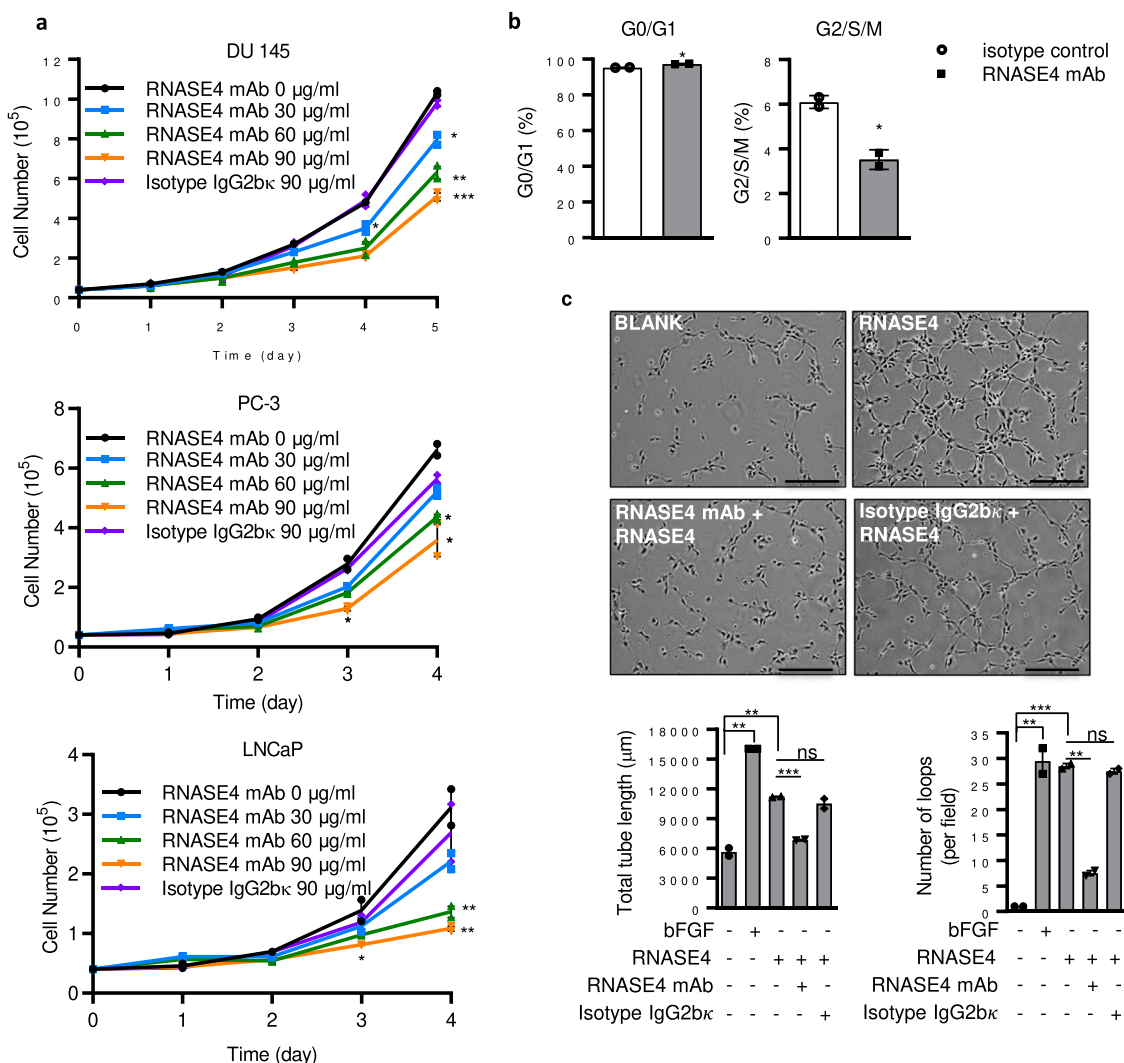 a
DU 145
RNASE4 mAb 0 µg/ml
RNASE4 mAb 30 µg/ml
RNASE4 mAb 60 µg/ml
RNASE4 mAb 90 µg/ml
Isotype IgG2bκ 90 µg/ml
Cell Number (10⁵)
12
10
8
6
4
2
0
*
**
***
*
0 1 2 3 4 5
Time (day)
PC-3
RNASE4 mAb 0 µg/ml
RNASE4 mAb 30 µg/ml
RNASE4 mAb 60 µg/ml
RNASE4 mAb 90 µg/ml
Isotype IgG2bκ 90 µg/ml
Cell Number (10⁵)
8
6
4
2
0
*
*
*
0 1 2 3 4
Time (day)
LNCaP
RNASE4 mAb 0 µg/ml
RNASE4 mAb 30 µg/ml
RNASE4 mAb 60 µg/ml
RNASE4 mAb 90 µg/ml
Isotype IgG2bκ 90 µg/ml
Cell Number (10⁵)
4
3
2
1
0
**
**
*
0 1 2 3 4
Time (day)
b
G0/G1
G0/G1 (%)
100
80
60
40
20
0
*
G2/S/M
G2/S/M (%)
8
6
4
2
0
*
isotype control
RNASE4 mAb
c
BLANK
RNASE4
RNASE4 mAb +
RNASE4
Isotype IgG2bκ +
RNASE4
Total tube length (µm)
18000
15000
12000
9000
6000
3000
0
**
**
ns
***
bFGF - + - - -
RNASE4 - - + + +
RNASE4 mAb - - - + -
Isotype IgG2bκ - - - - +
Number of loops
(per field)
35
30
25
20
15
10
5
0
***
**
ns
**
bFGF - + - - -
RNASE4 - - + + +
RNASE4 mAb - - - + -
Isotype IgG2bκ - - - - +